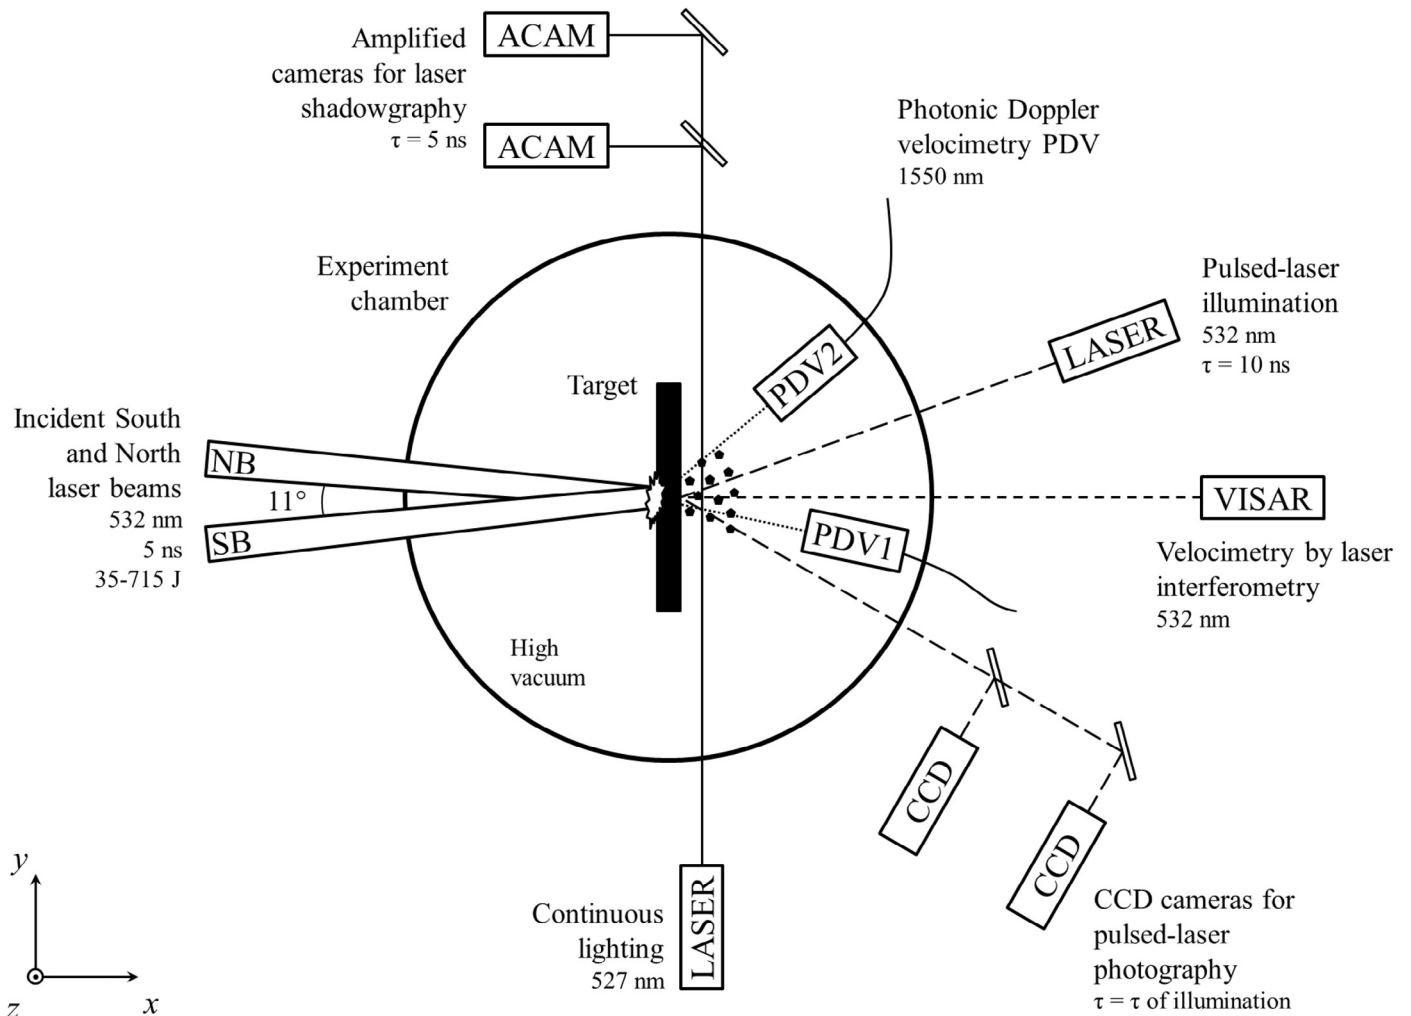 Amplified
cameras for laser
shadowgraphy
τ = 5 ns
ACAM
ACAM
Photonic Doppler
velocimetry PDV
1550 nm
Experiment
chamber
Pulsed-laser
illumination
532 nm
τ = 10 ns
LASER
PDV2
Target
Incident South
and North
laser beams
532 nm
5 ns
35-715 J
NB
11°
SB
PDV1
VISAR
Velocimetry by laser
interferometry
532 nm
High
vacuum
CCD
CCD
CCD cameras for
pulsed-laser
photography
τ = τ of illumination
Continuous
lighting
527 nm
LASER
y
x
z